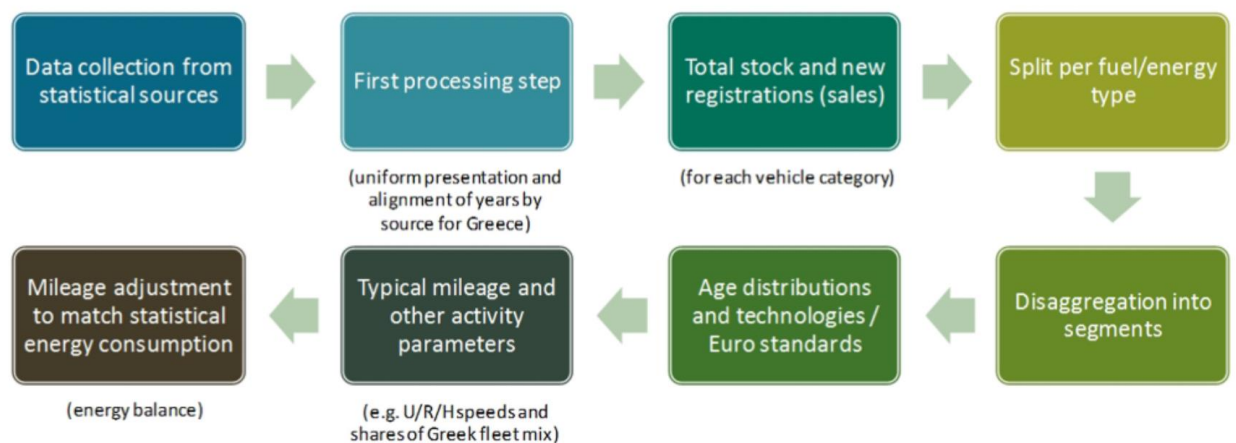 Data collection from
statistical sources
First processing step
(uniform presentation and
alignment of years by
source for Greece)
Total stock and new
registrations (sales)
(for each vehicle category)
Split per fuel/energy
type
Disaggregation into
segments
Age distributions
and technologies /
Euro standards
Typical mileage and
other activity
parameters
(e.g. U/R/H speeds and
shares of Greek fleet mix)
Mileage adjustment
to match statistical
energy consumption
(energy balance)